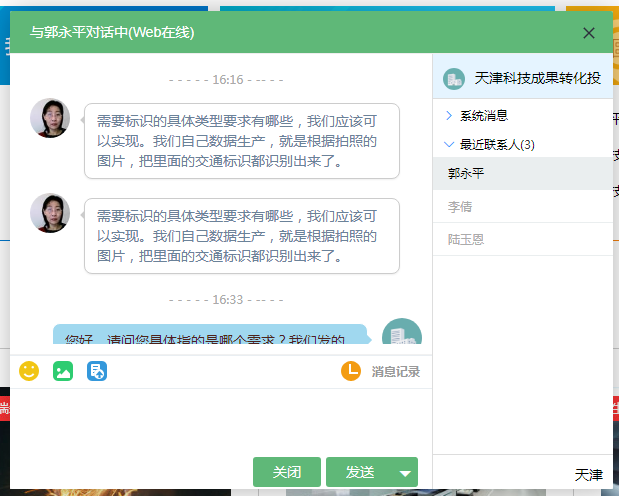 与郭永平对话中(Web在线)
- - - - - 16:16 - -- - -
需要标识的具体类型要求有哪些，我们应该可
以实现。我们自己数据生产，就是根据拍照的
图片，把里面的交通标识都识别出来了。
需要标识的具体类型要求有哪些，我们应该可
以实现。我们自己数据生产，就是根据拍照的
图片，把里面的交通标识都识别出来了。
- - - - - 16:33 - -- - -
您好，请问您具体指的是哪个需求？我们发的
消息记录
关闭
发送
天津科技成果转化投
系统消息
最近联系人(3)
郭永平
李倩
陆玉恩
天津